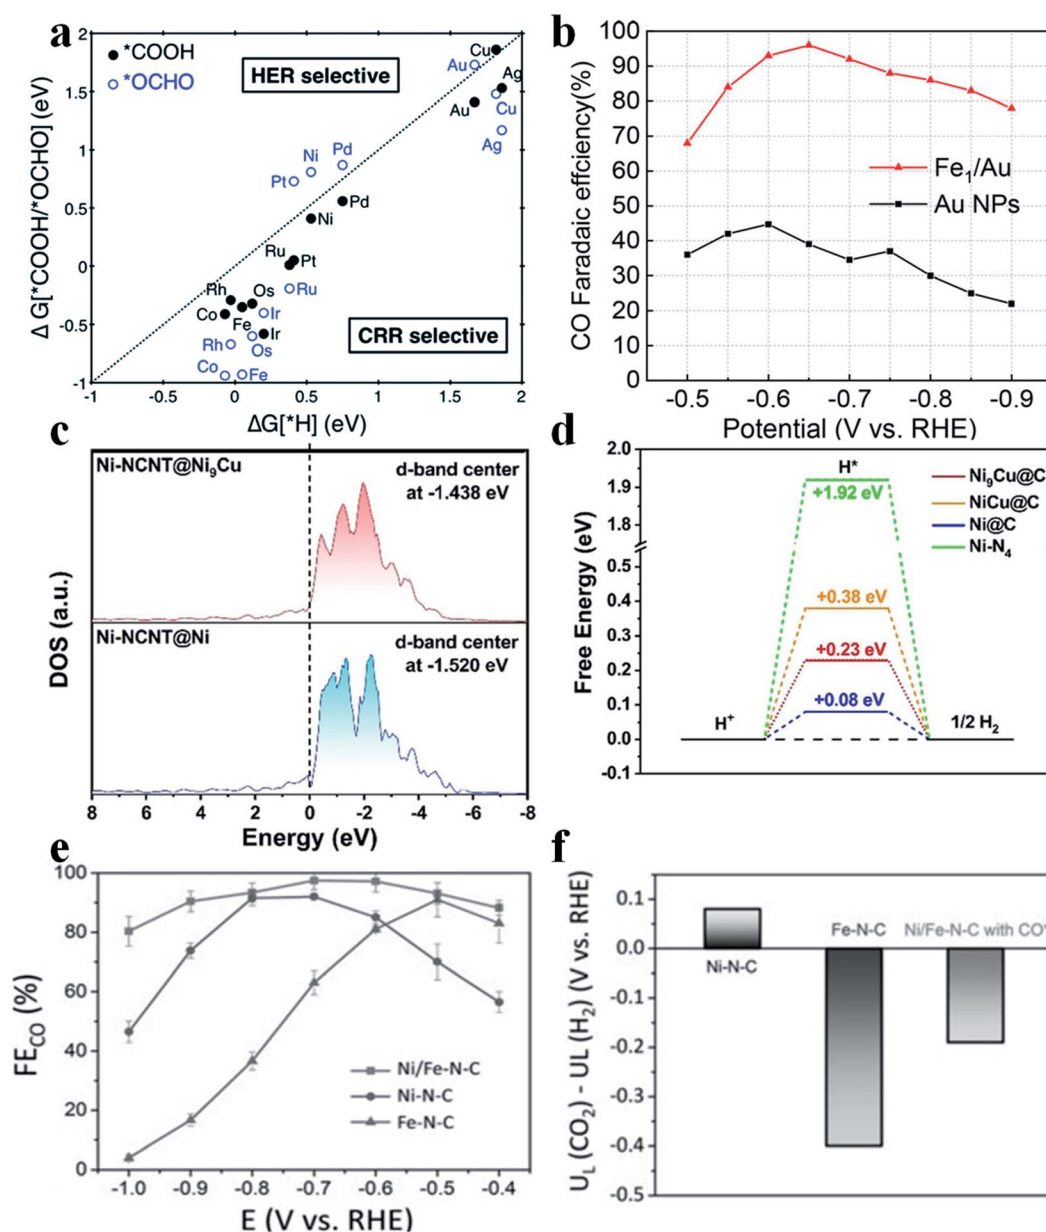 a
*COOH
*OCHO
HER selective
CRR selective
Cu
Au
Ag
Au
Cu
Ag
Ni
Pd
Pt
Pd
Ni
Ru
Pt
Ru
Rh
Os
Co
Fe
Ir
Ir
Rh
Os
Co
Fe
2
1.5
1
0.5
0
-0.5
-1
-1
-0.5
0
0.5
1
1.5
2
ΔG[*COOH/*OCHO] (eV)
ΔG[*H] (eV)
b
100
90
80
70
60
50
40
30
20
10
0
-0.5
-0.6
-0.7
-0.8
-0.9
CO Faradaic effciency(%)
Potential (V vs. RHE)
Fe1/Au
Au NPs
c
Ni-NCNT@Ni9Cu
d-band center
at -1.438 eV
Ni-NCNT@Ni
d-band center
at -1.520 eV
DOS (a.u.)
8
6
4
2
0
-2
-4
-6
-8
Energy (eV)
d
2.0
1.9
1.8
0.4
0.3
0.2
0.1
0.0
-0.1
Free Energy (eV)
H*
+1.92 eV
+0.38 eV
+0.23 eV
+0.08 eV
H+
1/2 H2
Ni9Cu@C
NiCu@C
Ni@C
Ni-N4
e
100
80
60
40
20
0
FECO (%)
Ni/Fe-N-C
Ni-N-C
Fe-N-C
-1.0
-0.9
-0.8
-0.7
-0.6
-0.5
-0.4
E (V vs. RHE)
f
0.1
0.0
-0.1
-0.2
-0.3
-0.4
-0.5
UL (CO2) - UL (H2) (V vs. RHE)
Ni-N-C
Fe-N-C
Ni/Fe-N-C with CO*